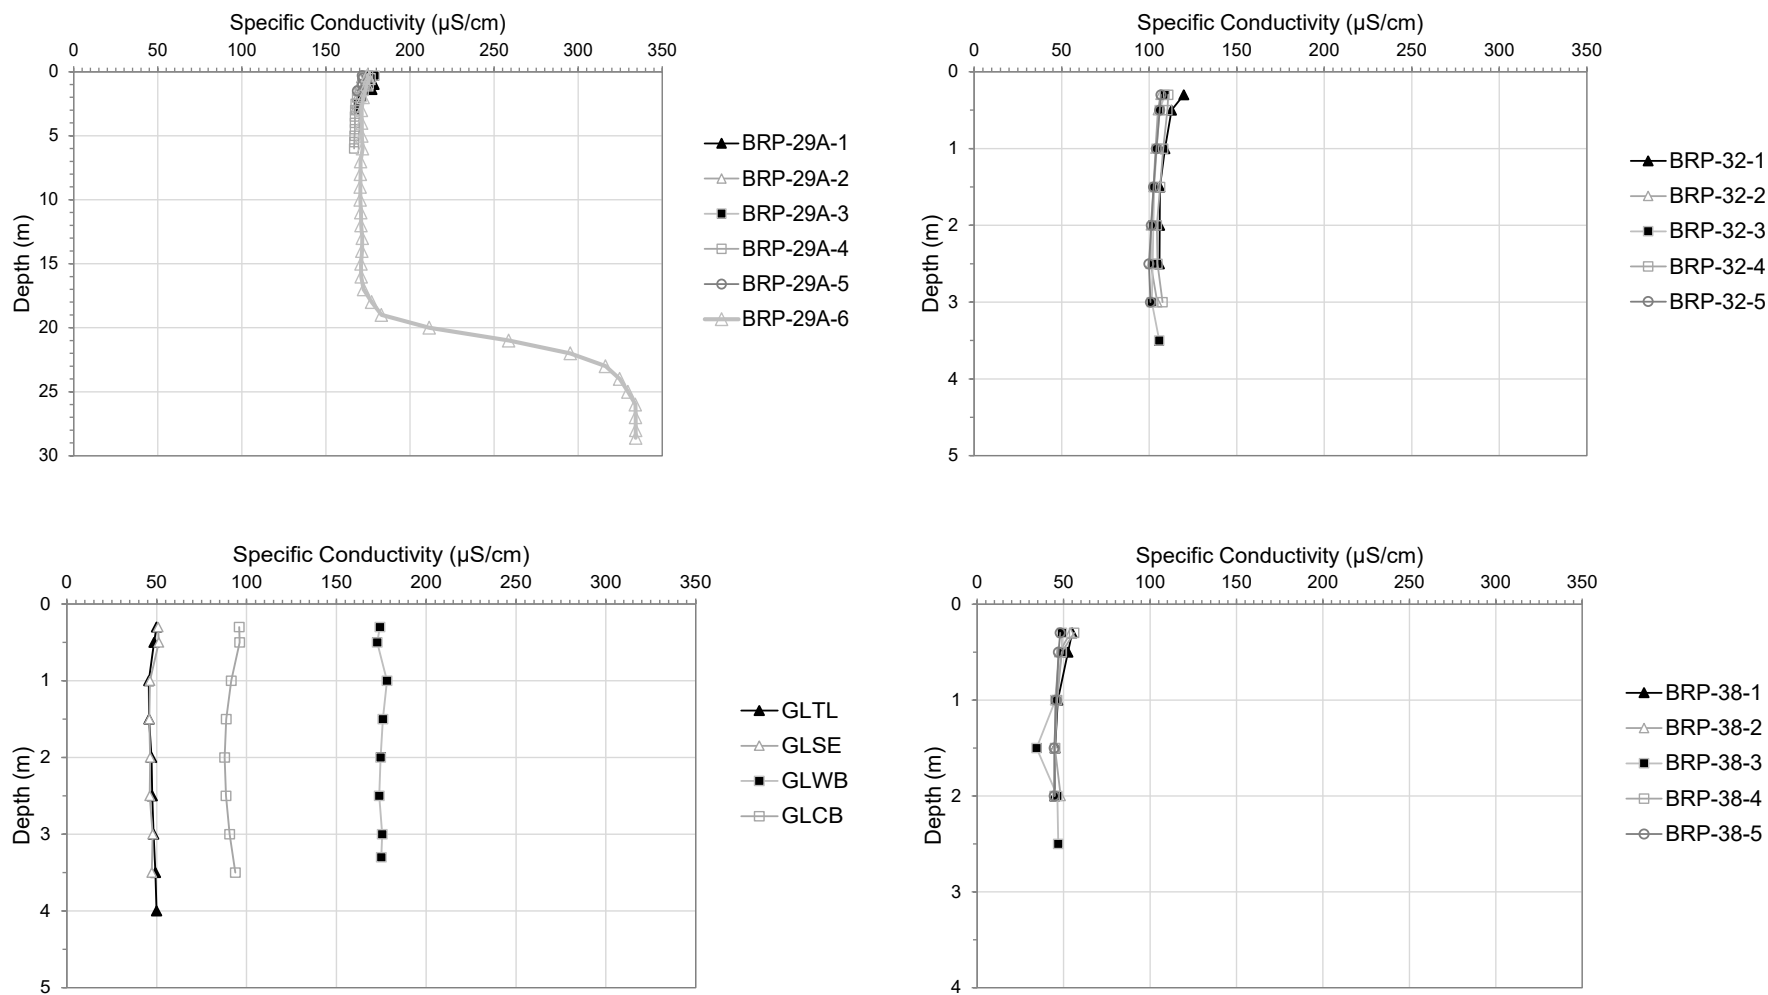 Specific Conductivity (µS/cm)
0 50 100 150 200 250 300 350
0
5
10
15
20
25
30
Depth (m)
BRP-29A-1
BRP-29A-2
BRP-29A-3
BRP-29A-4
BRP-29A-5
BRP-29A-6
Specific Conductivity (µS/cm)
0 50 100 150 200 250 300 350
0
1
2
3
4
5
Depth (m)
BRP-32-1
BRP-32-2
BRP-32-3
BRP-32-4
BRP-32-5
Specific Conductivity (µS/cm)
0 50 100 150 200 250 300 350
0
1
2
3
4
5
Depth (m)
GLTL
GLSE
GLWB
GLCB
Specific Conductivity (µS/cm)
0 50 100 150 200 250 300 350
0
1
2
3
4
Depth (m)
BRP-38-1
BRP-38-2
BRP-38-3
BRP-38-4
BRP-38-5